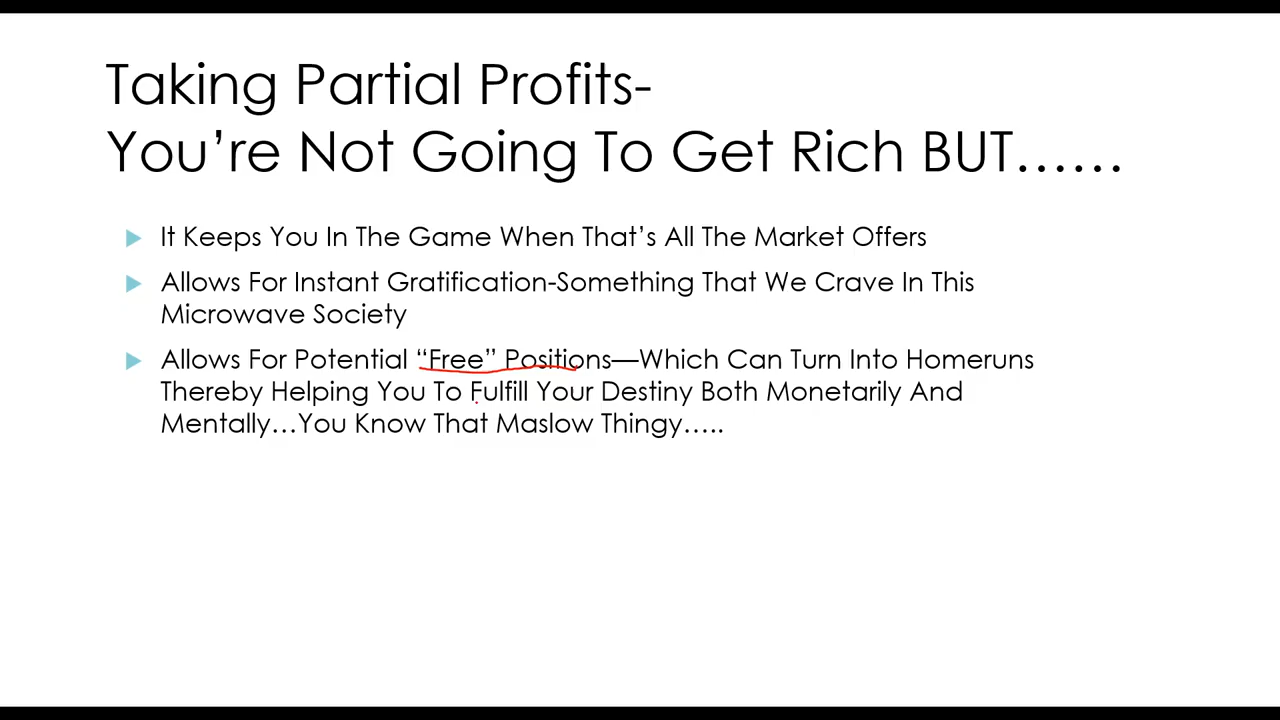 Taking Partial Profits-
You’re Not Going To Get Rich BUT……
It Keeps You In The Game When That’s All The Market Offers
Allows For Instant Gratification-Something That We Crave In This
Microwave Society
Allows For Potential “Free” Positions—Which Can Turn Into Homeruns
Thereby Helping You To Fulfill Your Destiny Both Monetarily And
Mentally…You Know That Maslow Thingy…..